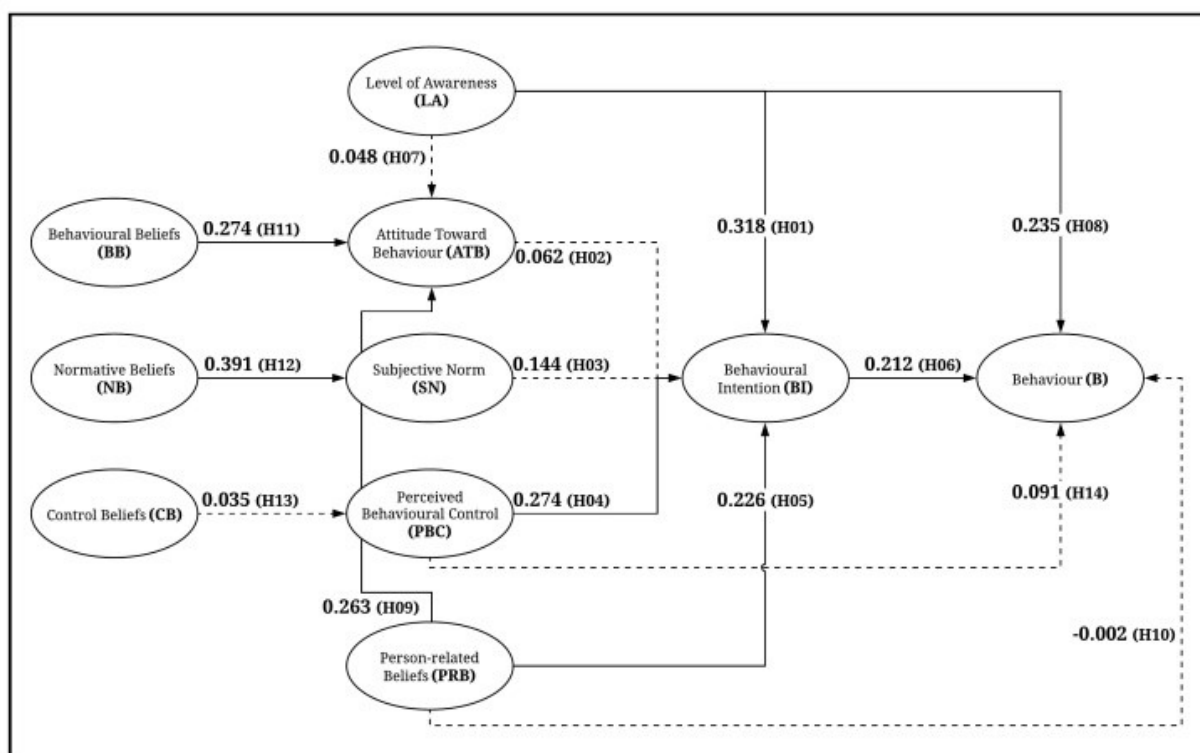 Level of Awareness
(LA)
0.048 (H07)
Behavioural Beliefs
(BB)
0.274 (H11)
Attitude Toward
Behaviour (ATB)
0.062 (H02)
0.318 (H01)
0.235 (H08)
Normative Beliefs
(NB)
0.391 (H12)
Subjective Norm
(SN)
0.144 (H03)
Behavioural
Intention (BI)
0.212 (H06)
Behaviour (B)
Control Beliefs (CB)
0.035 (H13)
Perceived
Behavioural Control
(PBC)
0.274 (H04)
0.226 (H05)
0.091 (H14)
0.263 (H09)
Person-related
Beliefs (PRB)
-0.002 (H10)